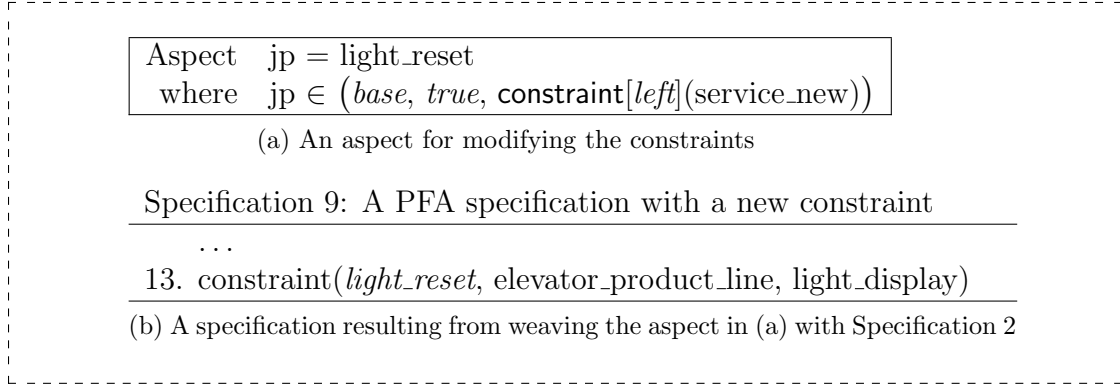 Aspect jp = light_reset
where jp ∈ (base, true, constraint[left](service_new))
(a) An aspect for modifying the constraints
Specification 9: A PFA specification with a new constraint
...
13. constraint(light_reset, elevator_product_line, light_display)
(b) A specification resulting from weaving the aspect in (a) with Specification 2